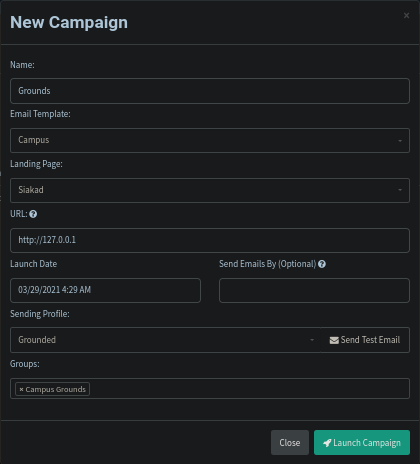 New Campaign
×
Name:
Grounds
Email Template:
Campus
Landing Page:
Siakad
URL:
http://127.0.0.1
Launch Date
Send Emails By (Optional)
03/29/2021 4:29 AM
Sending Profile:
Grounded
Send Test Email
Groups:
× Campus Grounds
Close
Launch Campaign